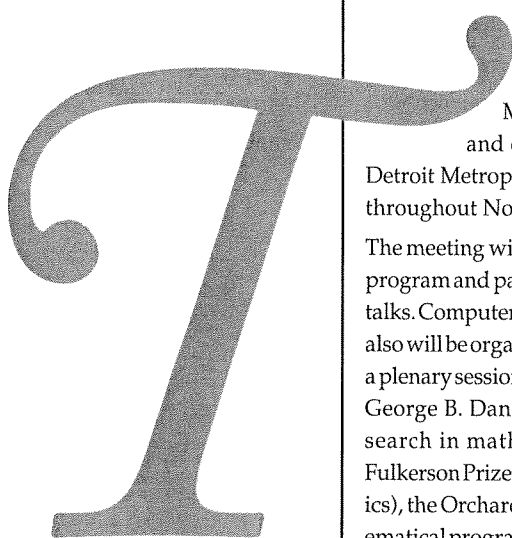 T
and
Detroit Metrop
throughout No
The meeting wi
program and pa
talks. Computer
also will be orga
a plenary session
George B. Dan
search in math
Fulkerson Prize
ics), the Orchar
ematical progra